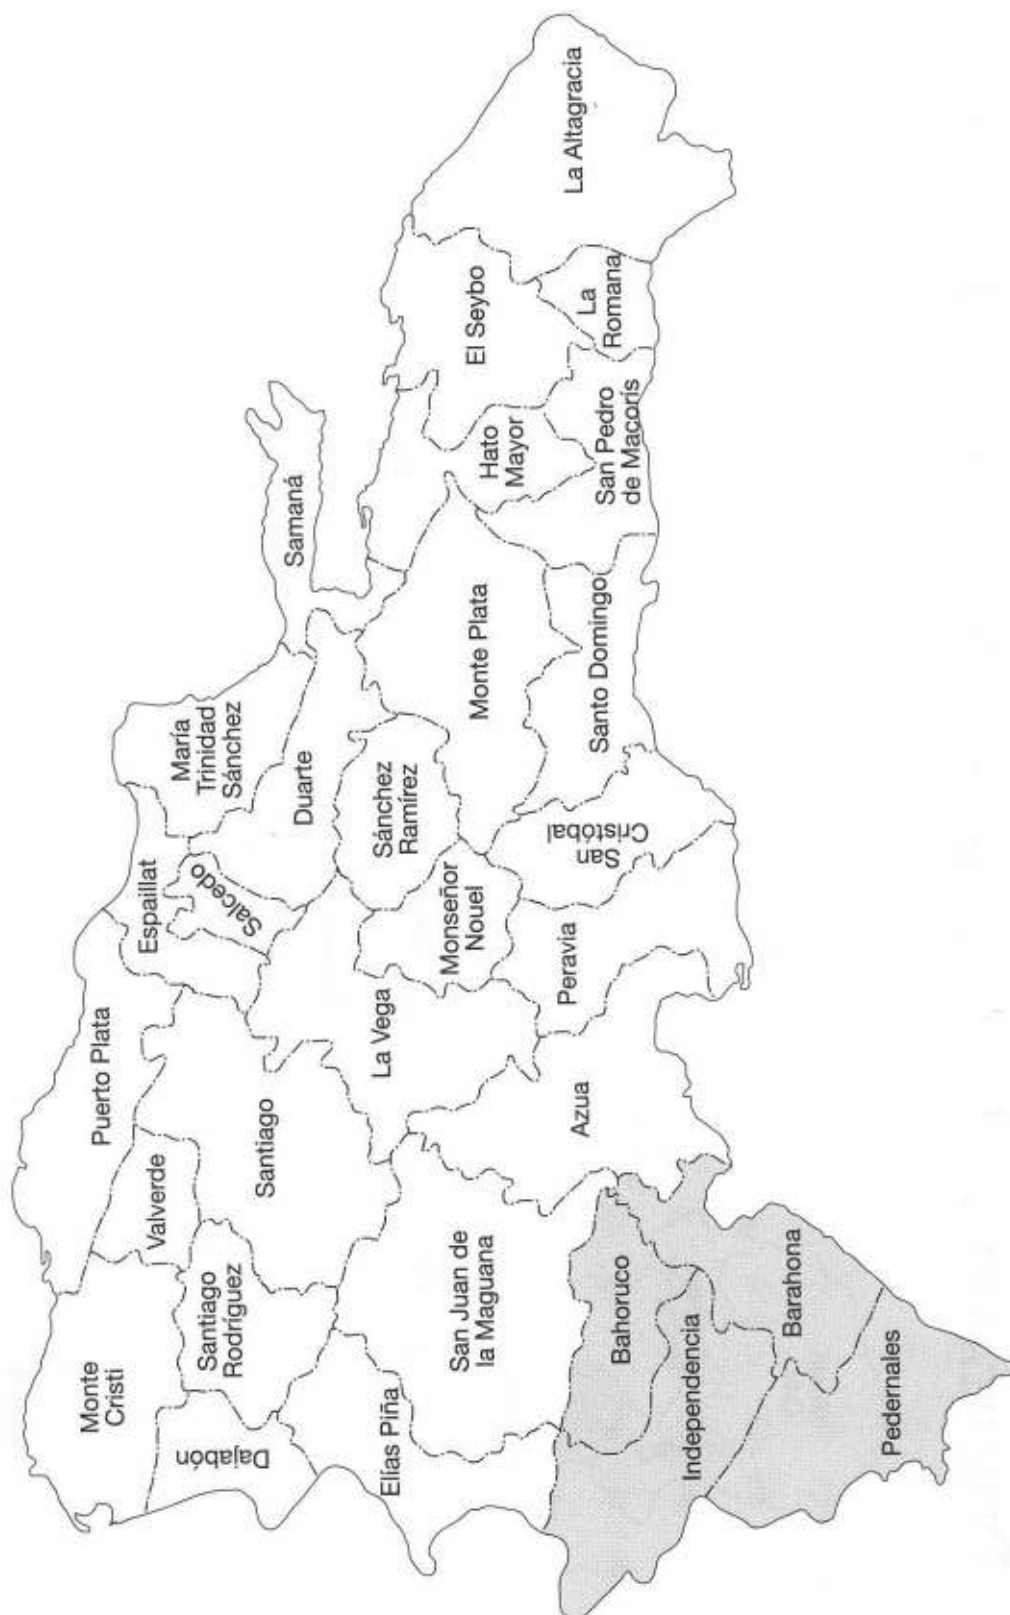 Monte
Cristi
Puerto Plata
Valverde
Espaillat
María
Trinidad
Sánchez
Salcedo
Dajabón
Santiago
Rodríguez
Santiago
Duarte
Samaná
Elías Piña
San Juan de
la Maguana
La Vega
Sánchez
Ramírez
Monseñor
Nouel
Monte Plata
Hato
Mayor
El Seybo
La Altagracia
Bahoruco
Azua
Peravia
San
Cristóbal
Santo Domingo
San Pedro
de Macorís
La
Romana
Independencia
Barahona
Pedernales